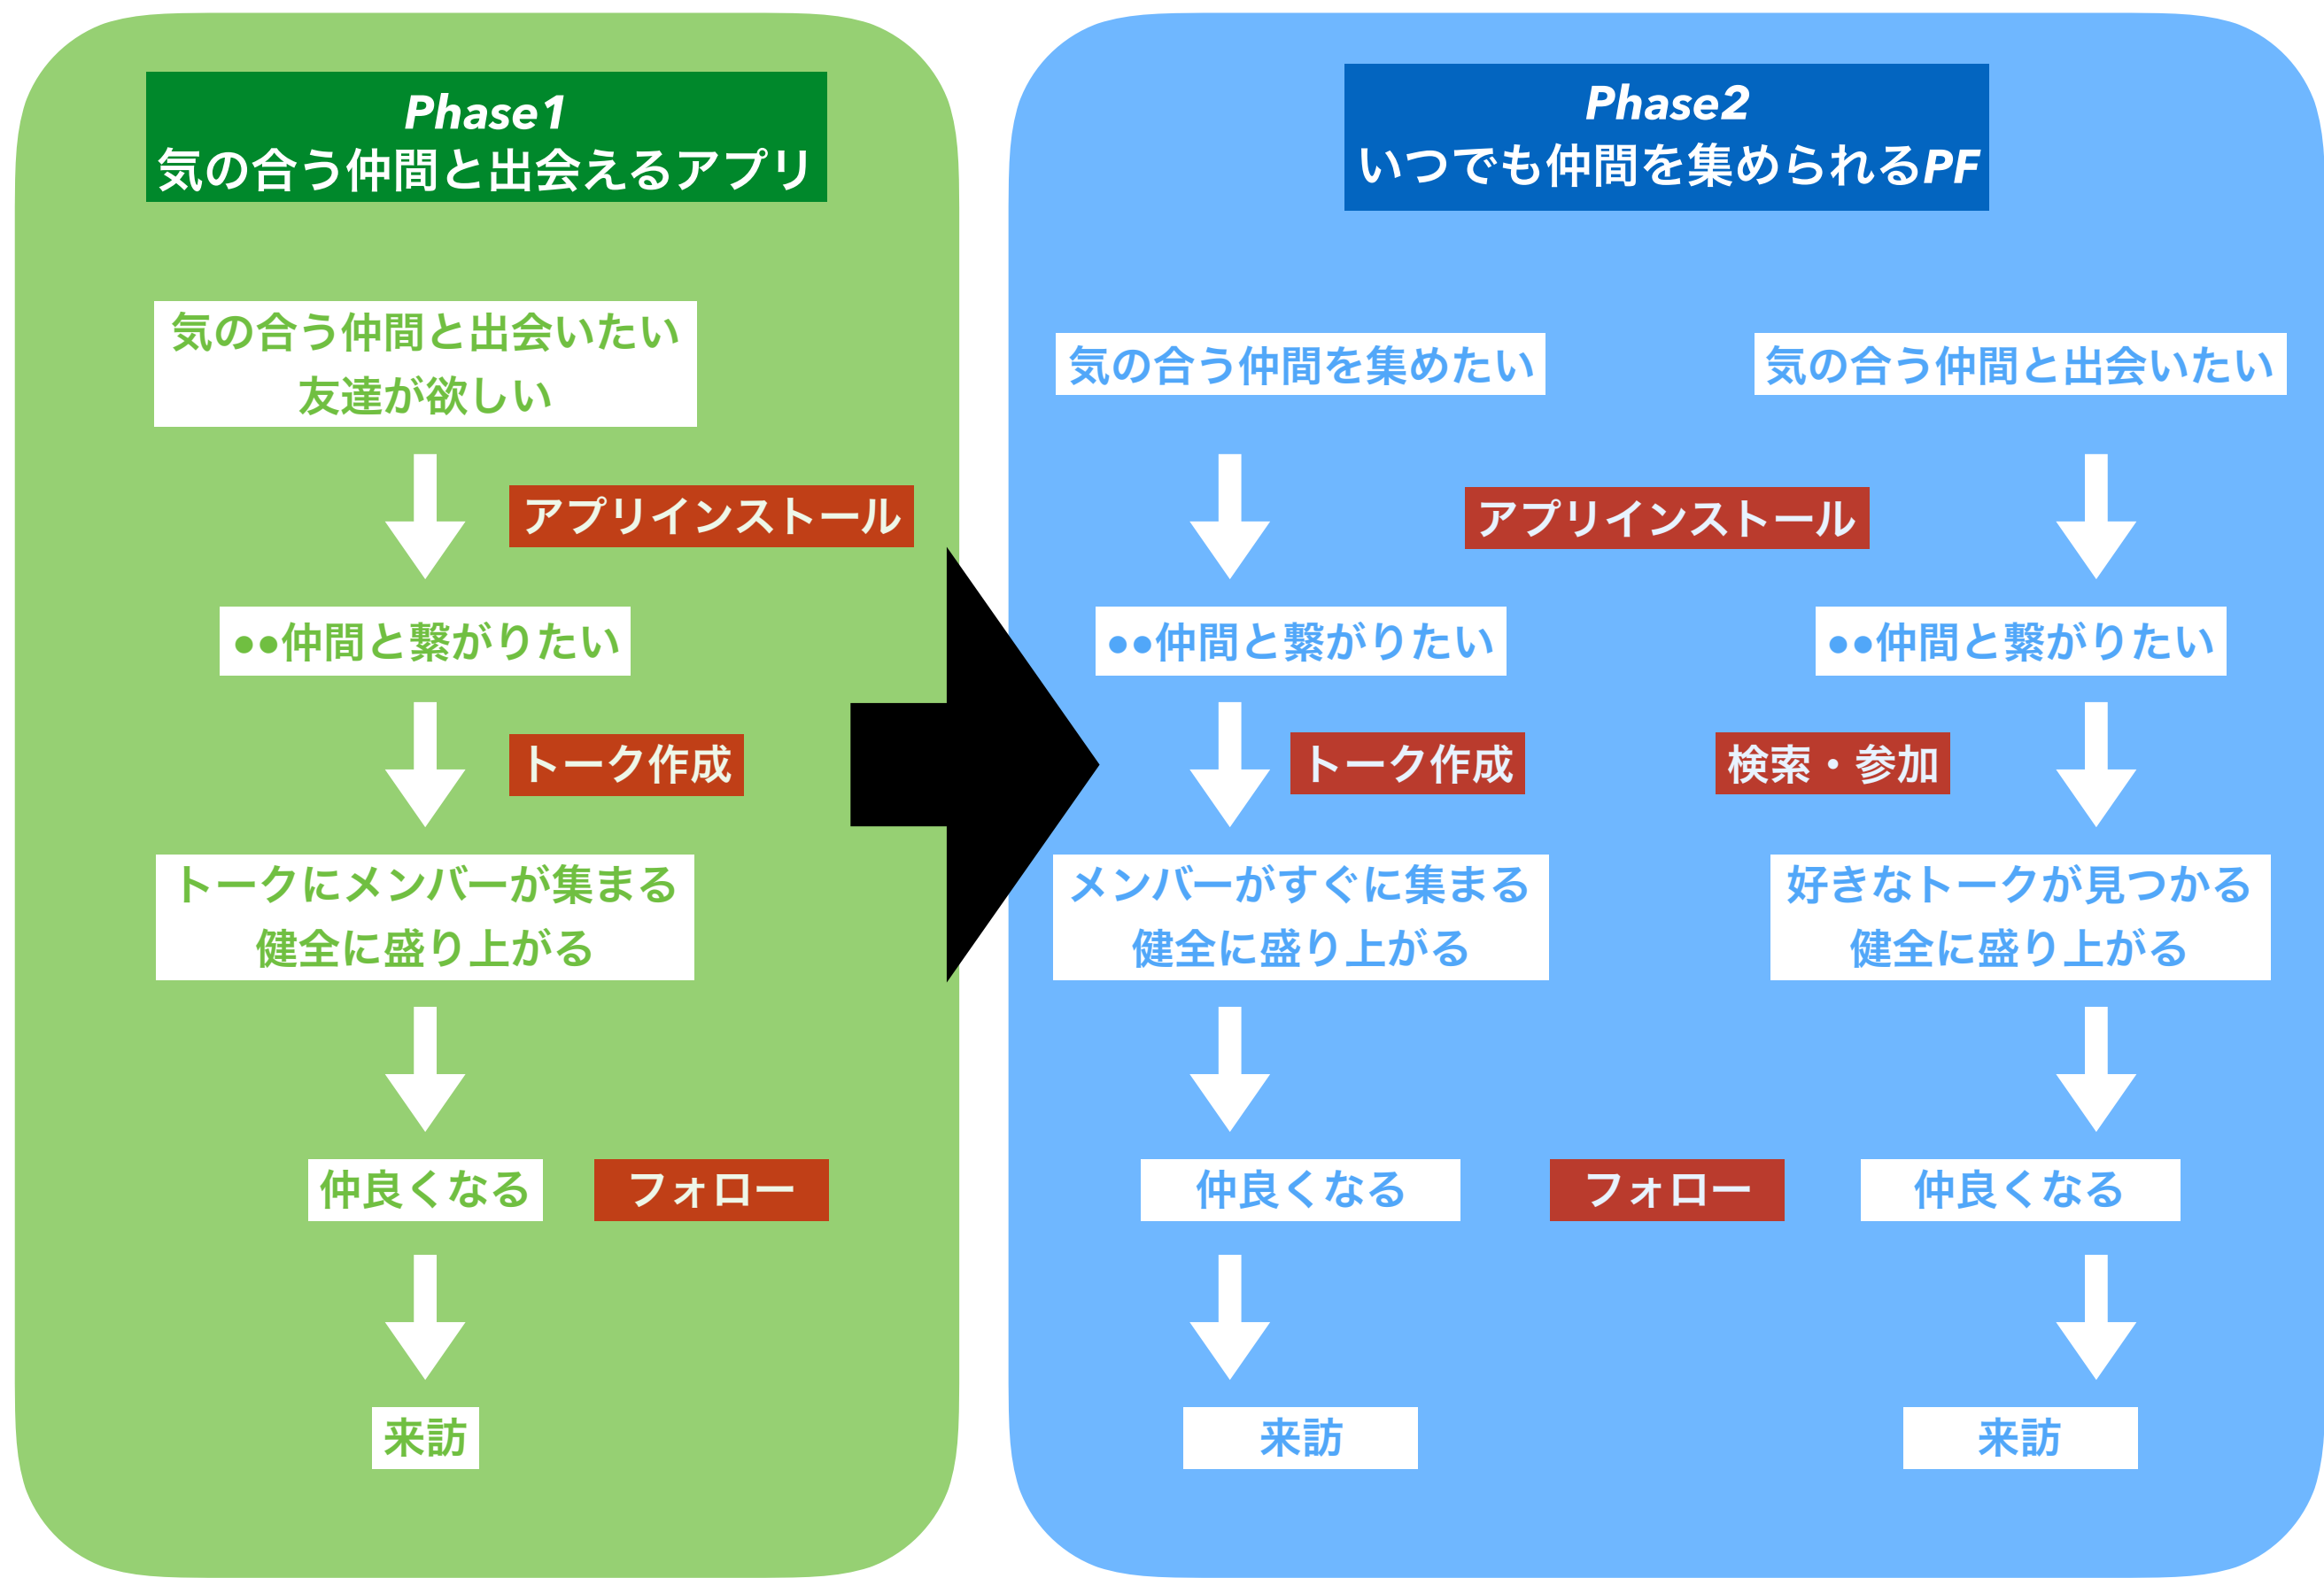 Phase1
気の合う仲間と出会えるアプリ
気の合う仲間と出会いたい
友達が欲しい
アプリインストール
●●仲間と繋がりたい
トーク作成
トークにメンバーが集まる
健全に盛り上がる
仲良くなる
フォロー
来訪
Phase2
いつでも仲間を集められるPF
気の合う仲間を集めたい
気の合う仲間と出会いたい
アプリインストール
●●仲間と繋がりたい
●●仲間と繋がりたい
トーク作成
検索・参加
メンバーがすぐに集まる
健全に盛り上がる
好きなトークが見つかる
健全に盛り上がる
仲良くなる
フォロー
仲良くなる
来訪
来訪